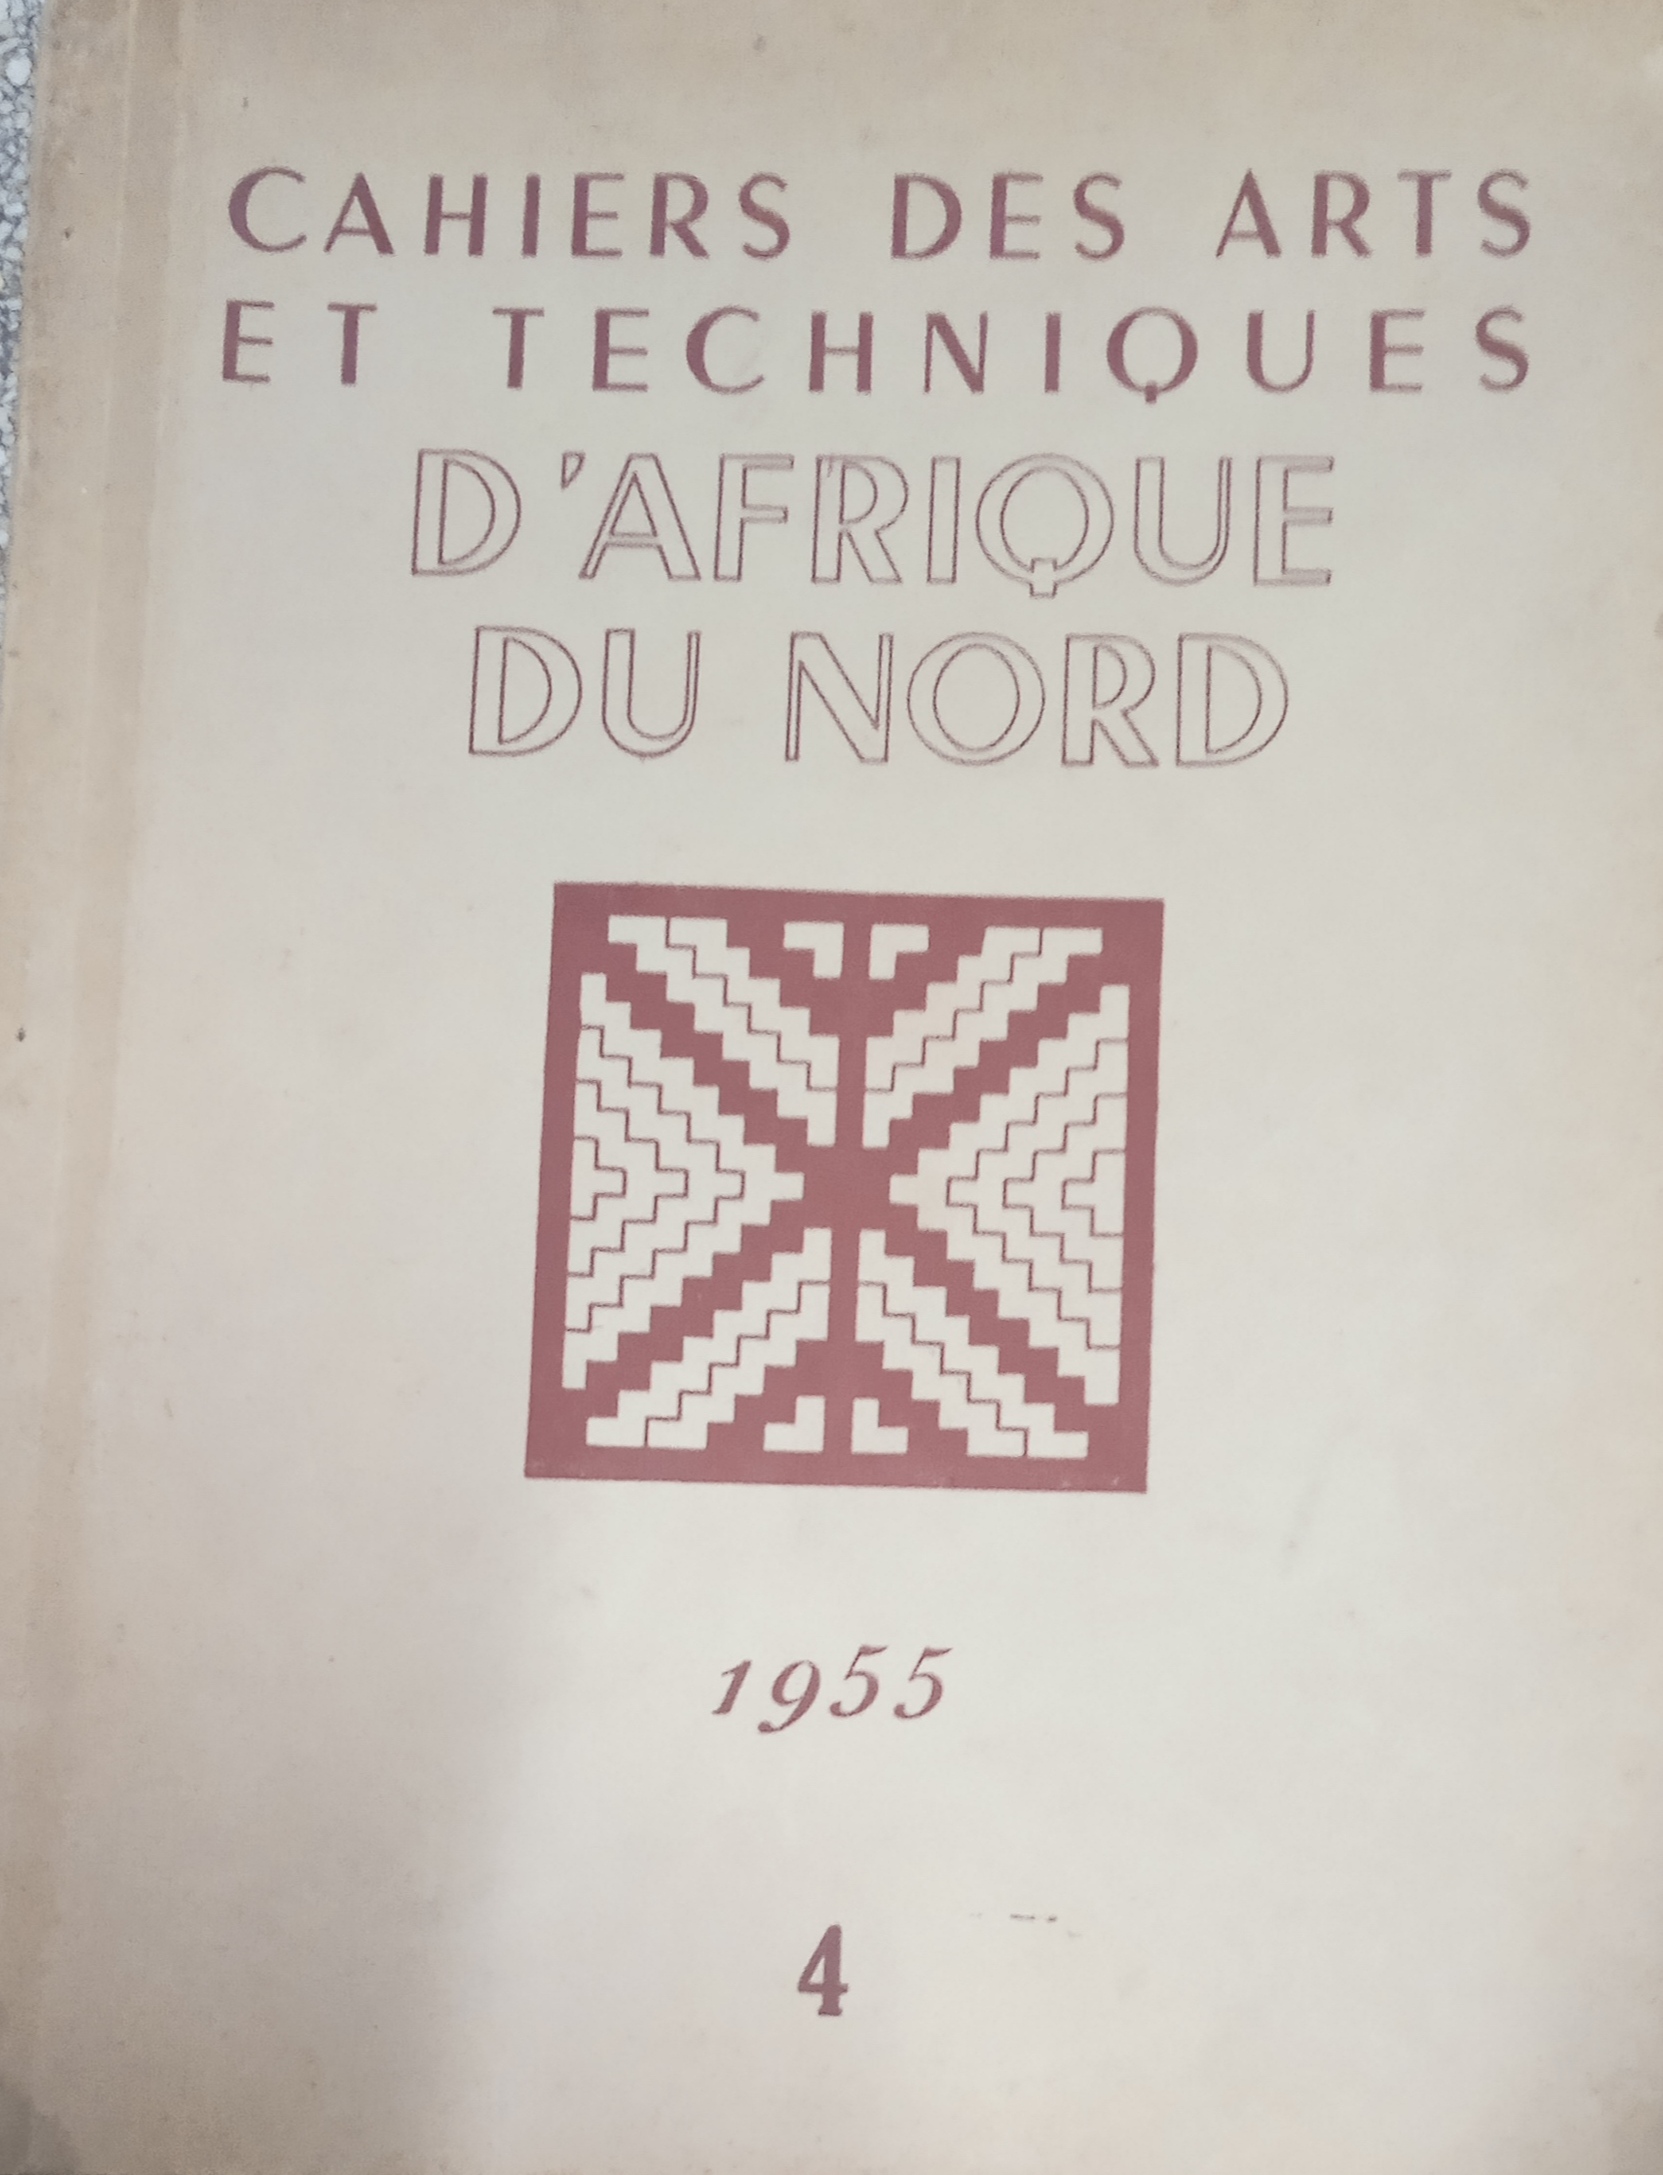 CAHIERS DES ARTS
ET TECHNIQUES
D'AFRIQUE
DU NORD
1955
4